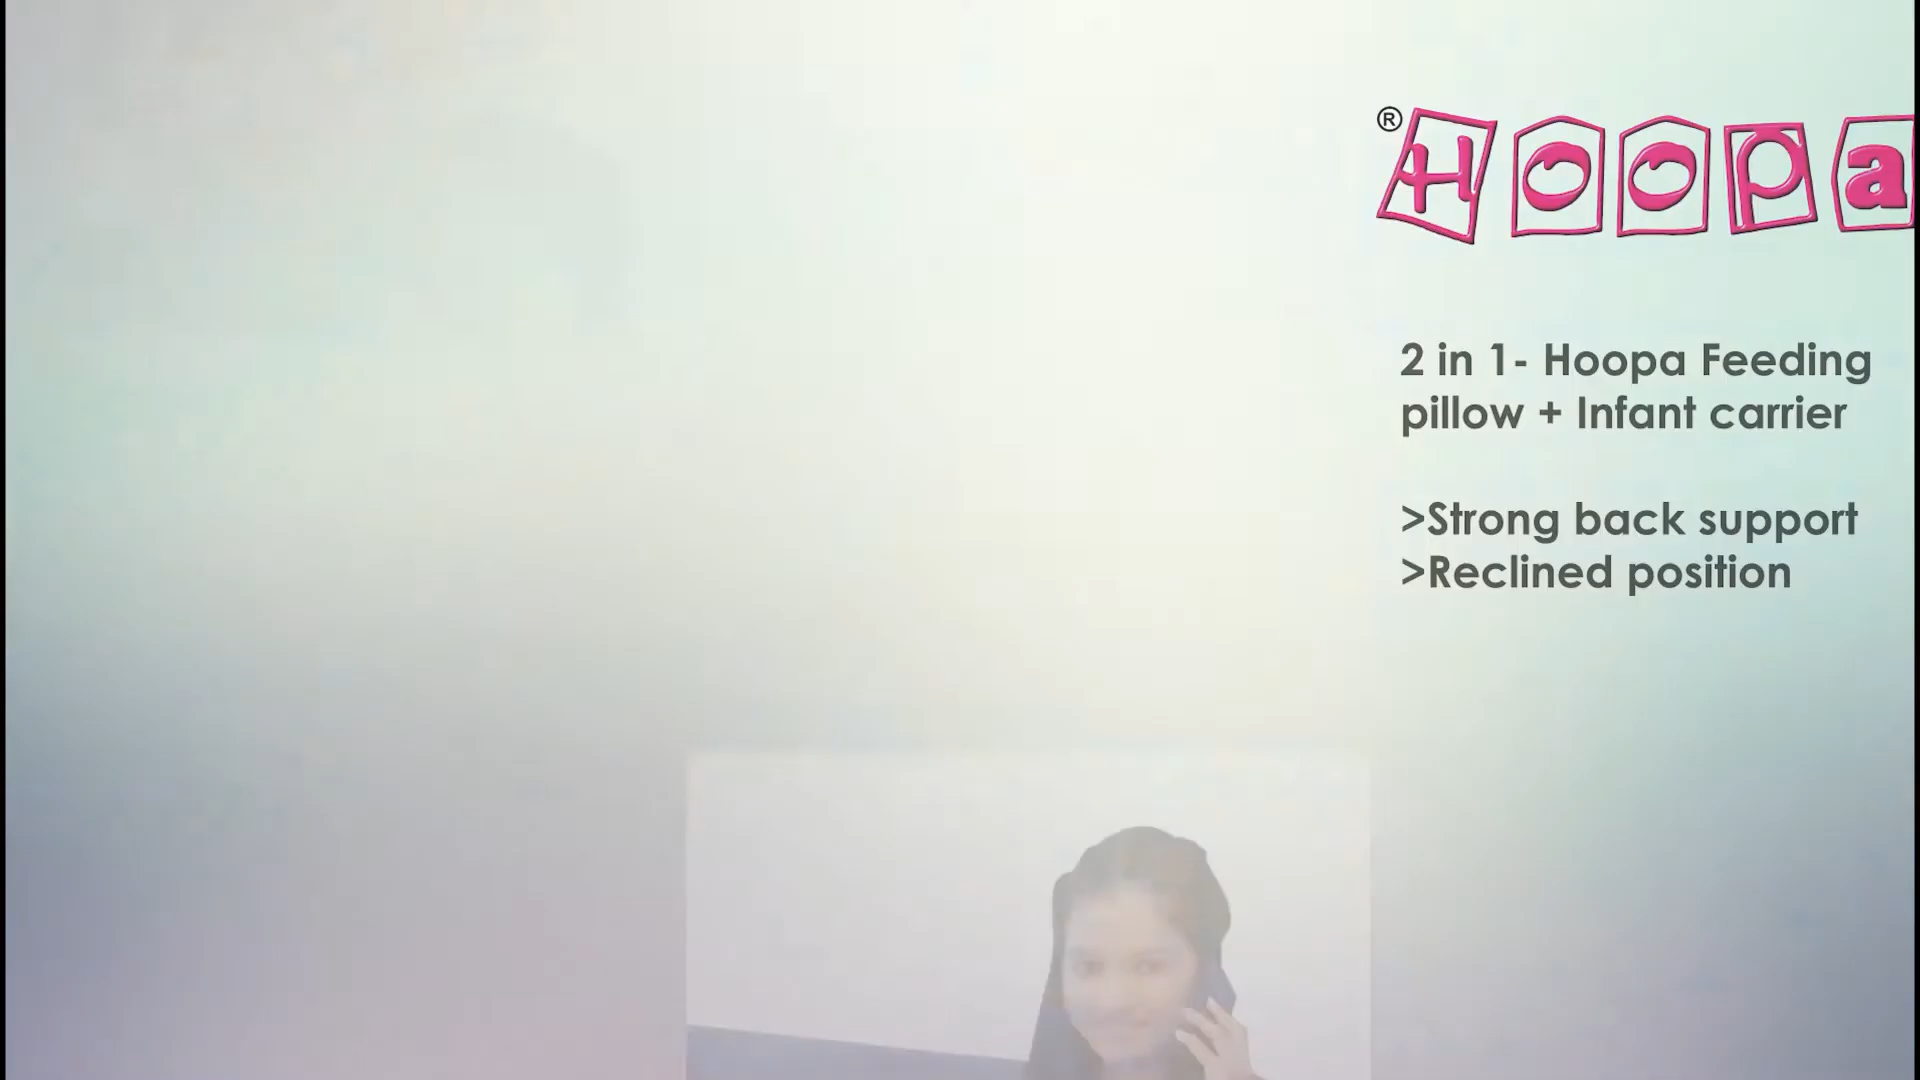 ® Hoopa
2 in 1- Hoopa Feeding
pillow + Infant carrier
>Strong back support
>Reclined position